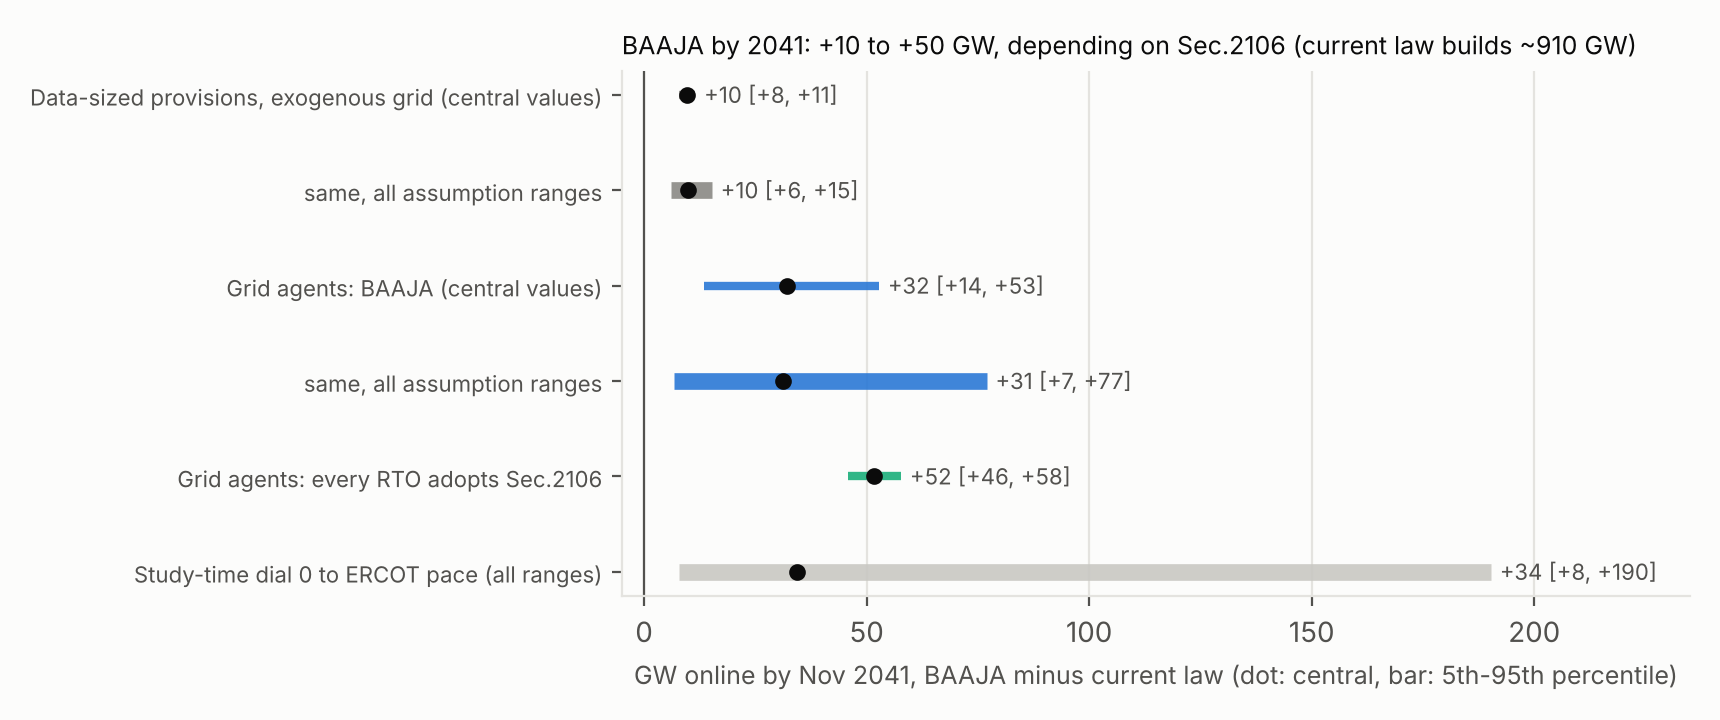 BAAJA by 2041: +10 to +50 GW, depending on Sec.2106 (current law builds ~910 GW)
Data-sized provisions, exogenous grid (central values)
+10 [+8, +11]
same, all assumption ranges
+10 [+6, +15]
Grid agents: BAAJA (central values)
+32 [+14, +53]
same, all assumption ranges
+31 [+7, +77]
Grid agents: every RTO adopts Sec.2106
+52 [+46, +58]
Study-time dial 0 to ERCOT pace (all ranges)
+34 [+8, +190]
0 50 100 150 200
GW online by Nov 2041, BAAJA minus current law (dot: central, bar: 5th-95th percentile)